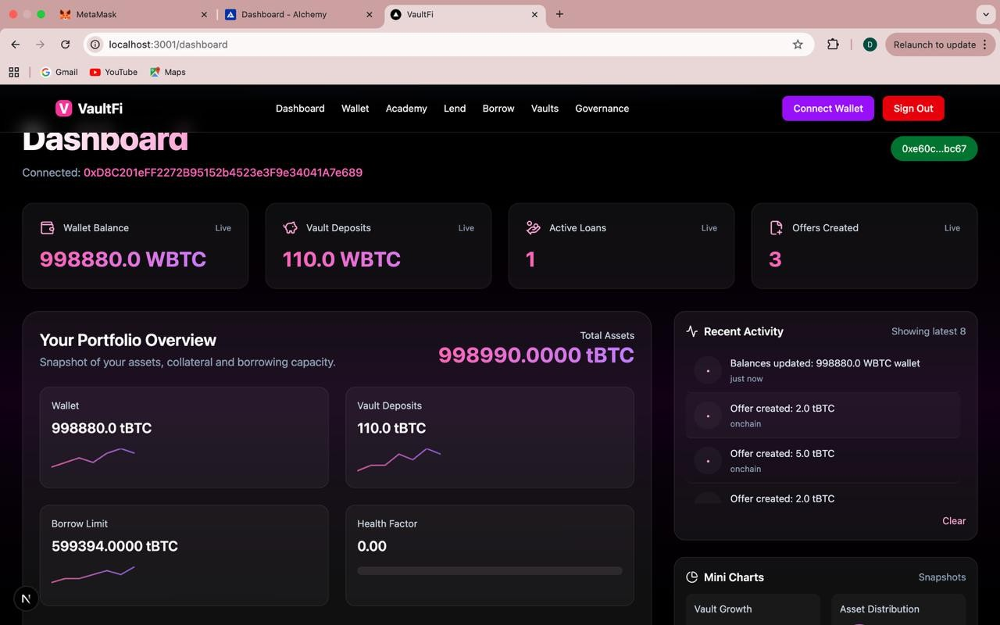 MetaMask
Dashboard - Alchemy
VaultFi
localhost:3001/dashboard
D
Relaunch to update
Gmail
YouTube
Maps
V VaultFi
Dashboard Wallet Academy Lend Borrow Vaults Governance
Connect Wallet
Sign Out
Dashboard
0xe60c...bc67
Connected: 0xD8C201eFF2272B95152b4523e3F9e34041A7e689
Wallet Balance Live
998880.0 WBTC
Vault Deposits Live
110.0 WBTC
Active Loans Live
1
Offers Created Live
3
Your Portfolio Overview
Snapshot of your assets, collateral and borrowing capacity.
Total Assets
998990.0000 tBTC
Wallet
998880.0 tBTC
Vault Deposits
110.0 tBTC
Borrow Limit
599394.0000 tBTC
Health Factor
0.00
Recent Activity Showing latest 8
Balances updated: 998880.0 WBTC wallet
just now
Offer created: 2.0 tBTC
onchain
Offer created: 5.0 tBTC
onchain
Offer created: 2.0 tBTC
Clear
Mini Charts Snapshots
Vault Growth
Asset Distribution
N